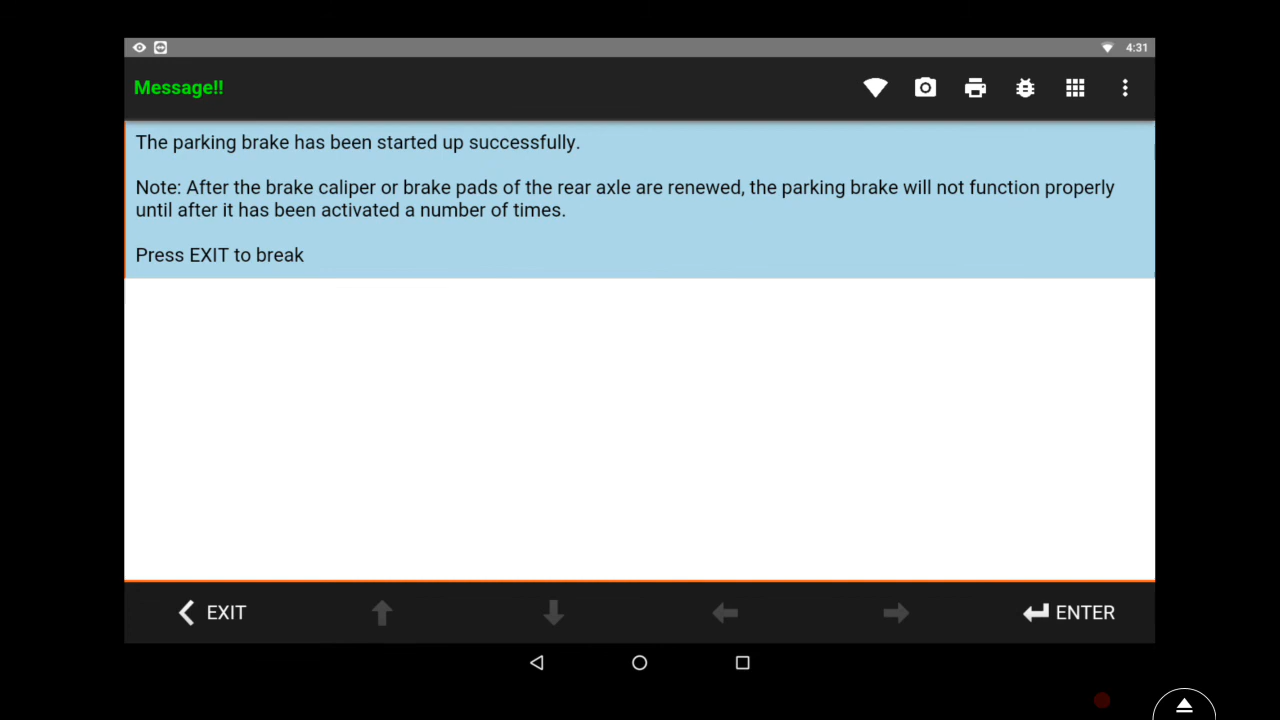 4:31
Message!!
The parking brake has been started up successfully.
Note: After the brake caliper or brake pads of the rear axle are renewed, the parking brake will not function properly
until after it has been activated a number of times.
Press EXIT to break
EXIT
ENTER